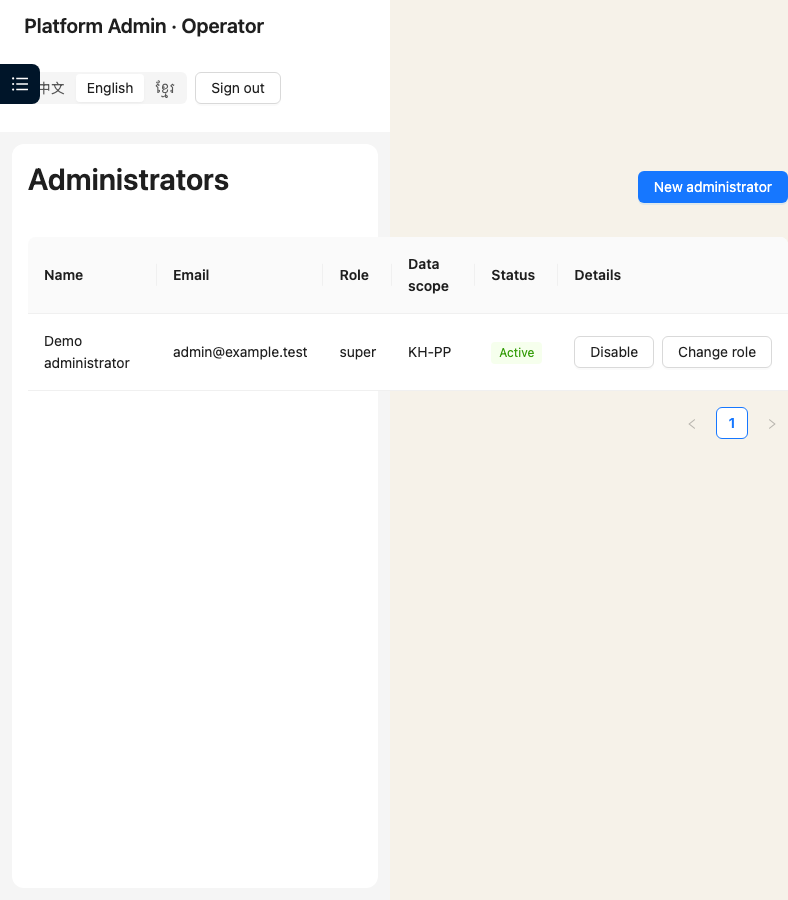 Platform Admin · Operator
中文 English ខ្មែរ Sign out
Administrators
New administrator
Name Email Role Data scope Status Details
Demo administrator admin@example.test super KH-PP Active Disable Change role
1